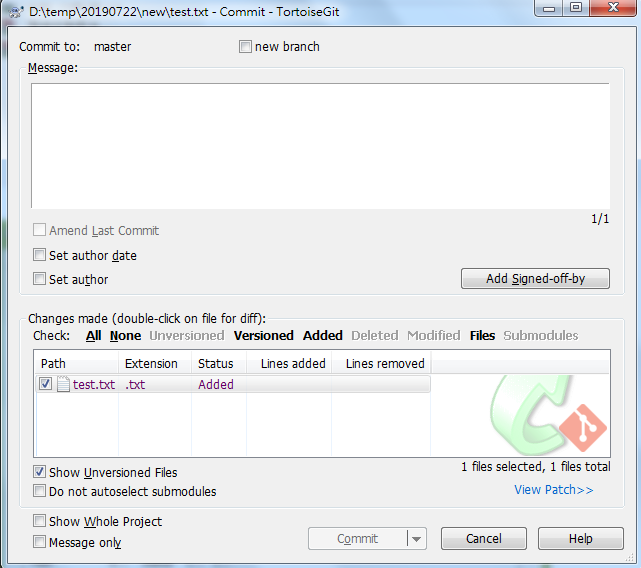 D:\temp\20190722\new\test.txt - Commit - TortoiseGit
Commit to: master new branch
Message:
1/1
Amend Last Commit
Set author date
Set author Add Signed-off-by
Changes made (double-click on file for diff):
Check: All None Unversioned Versioned Added Deleted Modified Files Submodules
Path Extension Status Lines added Lines removed
test.txt .txt Added
Show Unversioned Files 1 files selected, 1 files total
Do not autoselect submodules View Patch>>
Show Whole Project
Message only Commit Cancel Help